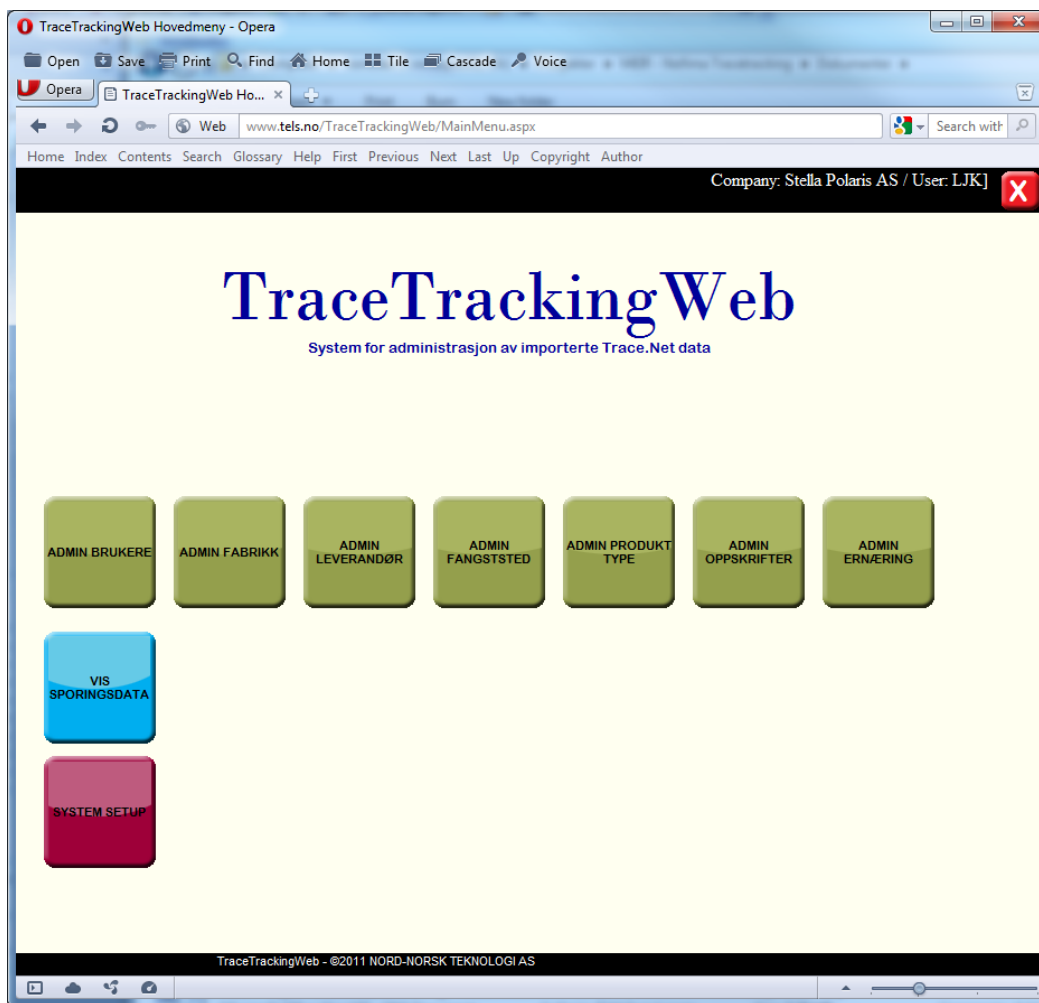 TraceTrackingWeb Hovedmeny - Opera
Open Save Print Find Home Tile Cascade Voice
Opera TraceTrackingWeb Ho...
Web www.tels.no/TraceTrackingWeb/MainMenu.aspx Search with
Home Index Contents Search Glossary Help First Previous Next Last Up Copyright Author
Company: Stella Polaris AS / User: LJK]
X
TraceTrackingWeb
System for administrasjon av importerte Trace.Net data
ADMIN BRUKERE
ADMIN FABRIKK
ADMIN
LEVERANDØR
ADMIN
FANGSTSTED
ADMIN PRODUKT
TYPE
ADMIN
OPPSKRIFTER
ADMIN
ERNÆRING
VIS
SPORINGSDATA
SYSTEM SETUP
TraceTrackingWeb - ©2011 NORD-NORSK TEKNOLOGI AS